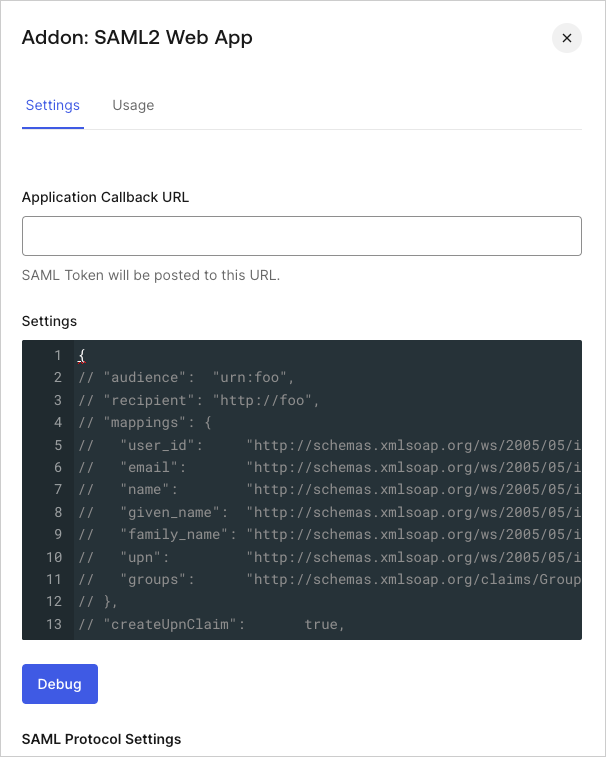 Addon: SAML2 Web App
Settings
Usage
Application Callback URL
SAML Token will be posted to this URL.
Settings
1 {
2 // "audience":  "urn:foo",
3 // "recipient": "http://foo",
4 // "mappings": {
5 //   "user_id":     "http://schemas.xmlsoap.org/ws/2005/05/i
6 //   "email":       "http://schemas.xmlsoap.org/ws/2005/05/i
7 //   "name":        "http://schemas.xmlsoap.org/ws/2005/05/i
8 //   "given_name":  "http://schemas.xmlsoap.org/ws/2005/05/i
9 //   "family_name": "http://schemas.xmlsoap.org/ws/2005/05/i
10 //   "upn":         "http://schemas.xmlsoap.org/ws/2005/05/i
11 //   "groups":      "http://schemas.xmlsoap.org/claims/Group
12 // },
13 // "createUpnClaim":       true,
Debug
SAML Protocol Settings